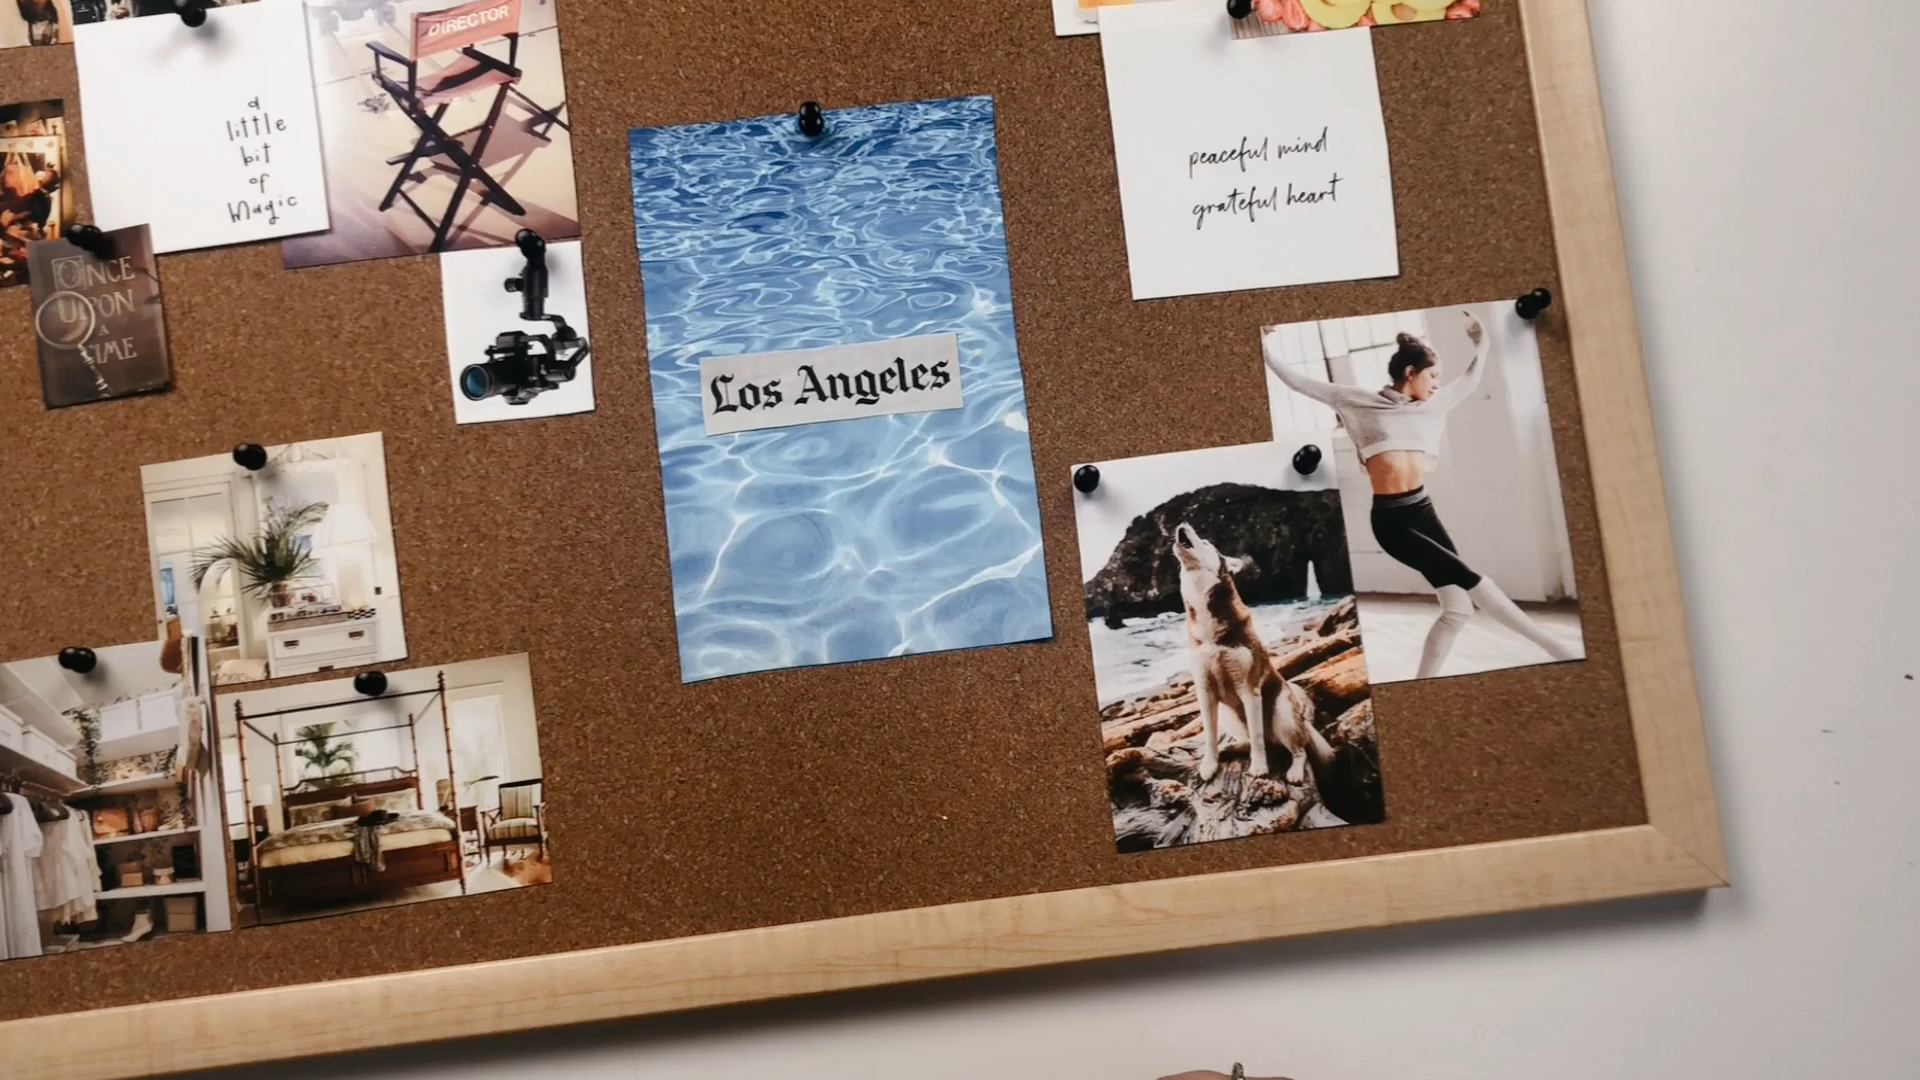 DIRECTOR
a
little
bit
of
Magic
ONCE
UPON
A
TIME
Los Angeles
peaceful mind
grateful heart